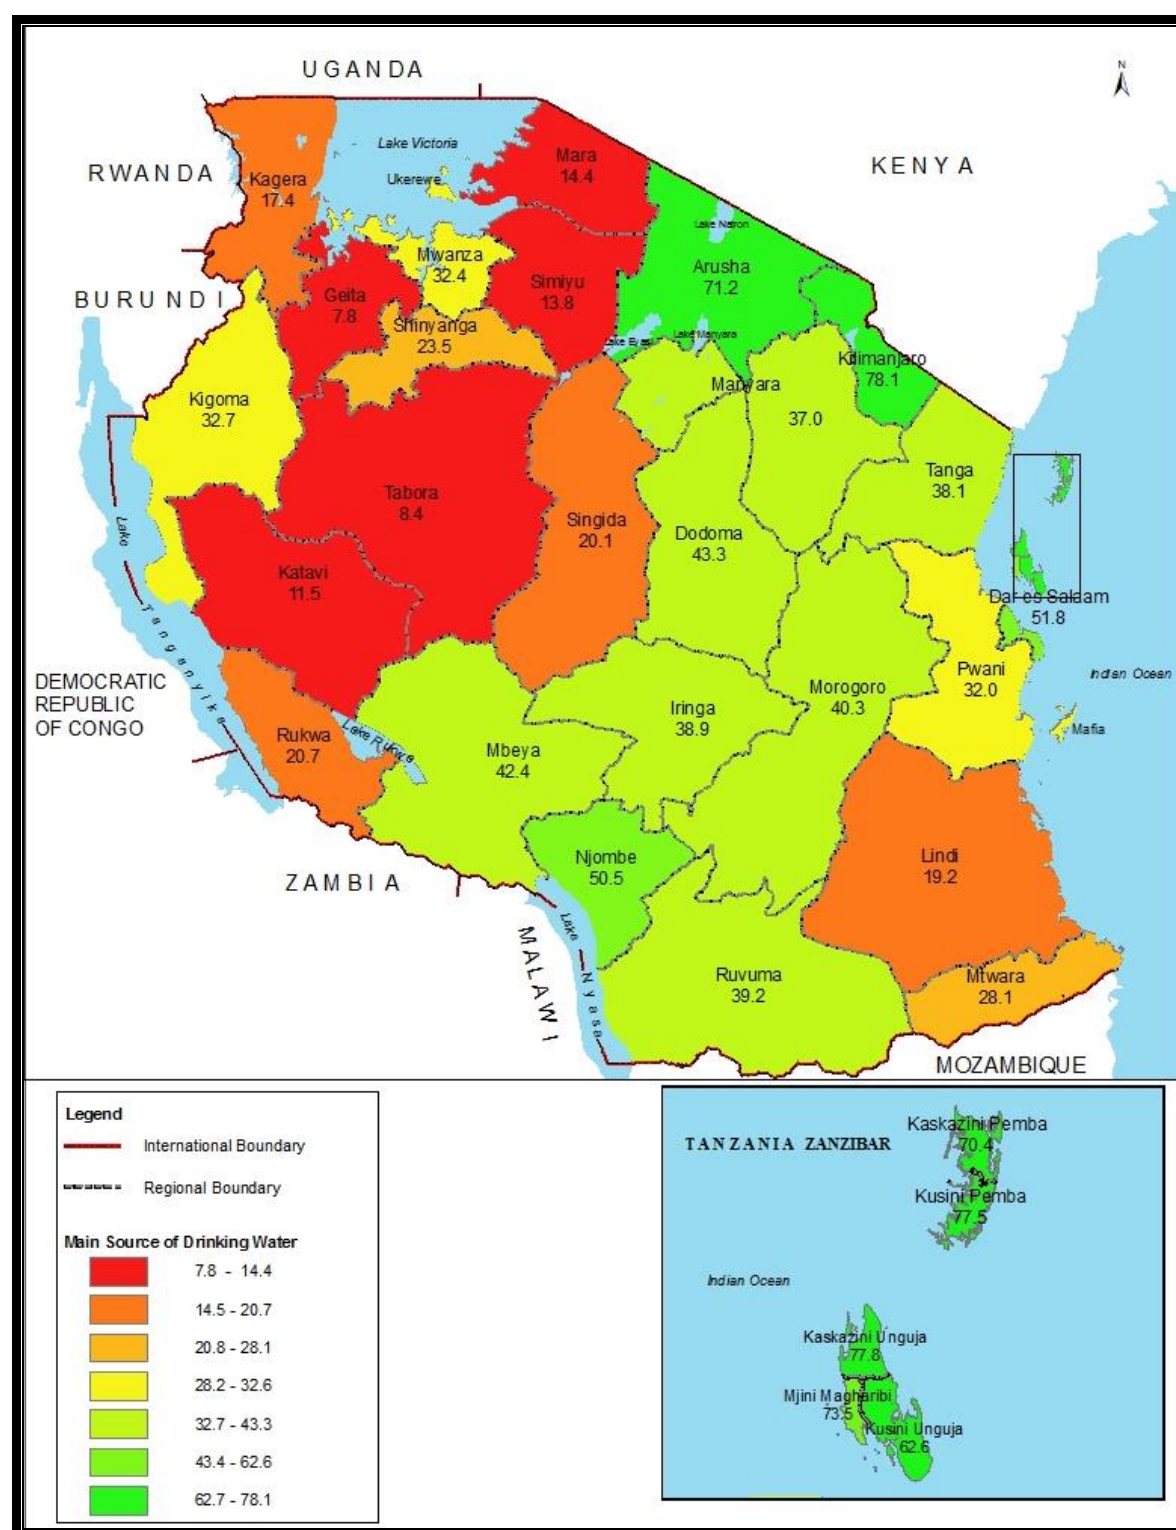 UGANDA
N
Lake Victoria
Mara
14.4
KENYA
RWANDA
Kagera
17.4
Ukerewe
Lake Natron
Mwanza
32.4
Arusha
71.2
BURUNDI
Geita
7.8
Simiyu
13.8
Shinyanga
23.5
Lake Eyasi
Lake Manyara
Kilimanjaro
78.1
Manyara
37.0
Kigoma
32.7
Tanga
38.1
Tabora
8.4
Singida
20.1
Dodoma
43.3
Lake Tanganyika
Katavi
11.5
Dar es Salaam
51.8
DEMOCRATIC
REPUBLIC
OF CONGO
Pwani
32.0
Indian Ocean
Morogoro
40.3
Iringa
38.9
Mafia
Rukwa
20.7
Lake Rukwa
Mbeya
42.4
Njombe
50.5
Lindi
19.2
ZAMBIA
MALAWI
Lake Nyasa
Ruvuma
39.2
Mtwara
28.1
MOZAMBIQUE
Legend
International Boundary
Regional Boundary
Main Source of Drinking Water
7.8 - 14.4
14.5 - 20.7
20.8 - 28.1
28.2 - 32.6
32.7 - 43.3
43.4 - 62.6
62.7 - 78.1
TANZANIA ZANZIBAR
Kaskazini Pemba
70.4
Kusini Pemba
77.5
Indian Ocean
Kaskazini Unguja
77.8
Mjini Magharibi
73.5
Kusini Unguja
62.6